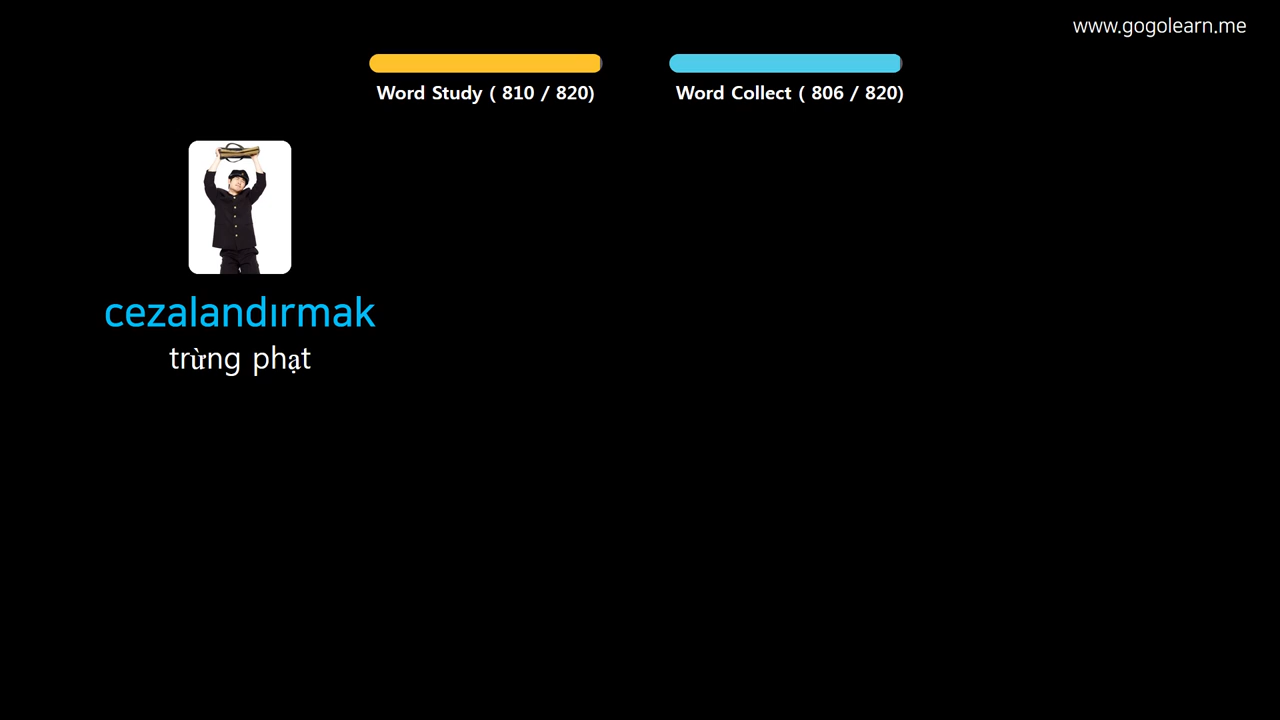 www.gogolearn.me
Word Study ( 810 / 820)
Word Collect ( 806 / 820)
cezalandırmak
trừng phạt